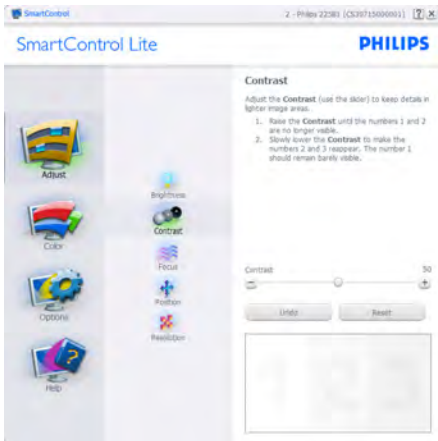 SmartControl
SmartControl Lite
PHILIPS
Adjust
Color
Options
Help
Brightness
Contrast
Focus
Position
Resolution
Contrast
Adjust the Contrast (use the slider) to keep details in
lighter image areas.
1. Raise the Contrast until the numbers 1 and 2
are no longer visible.
2. Slowly lower the Contrast to make the
numbers 2 and 3 reappear. The number 1
should remain barely visible.
Contrast 50
Undo Reset
1 2 3